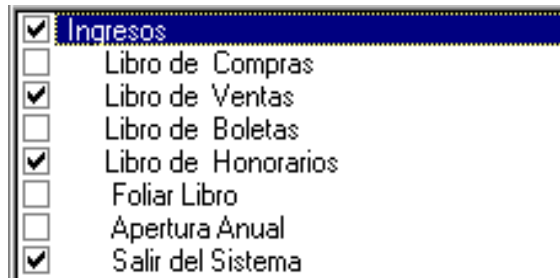 Ingresos
Libro de Compras
Libro de Ventas
Libro de Boletas
Libro de Honorarios
Foliar Libro
Apertura Anual
Salir del Sistema